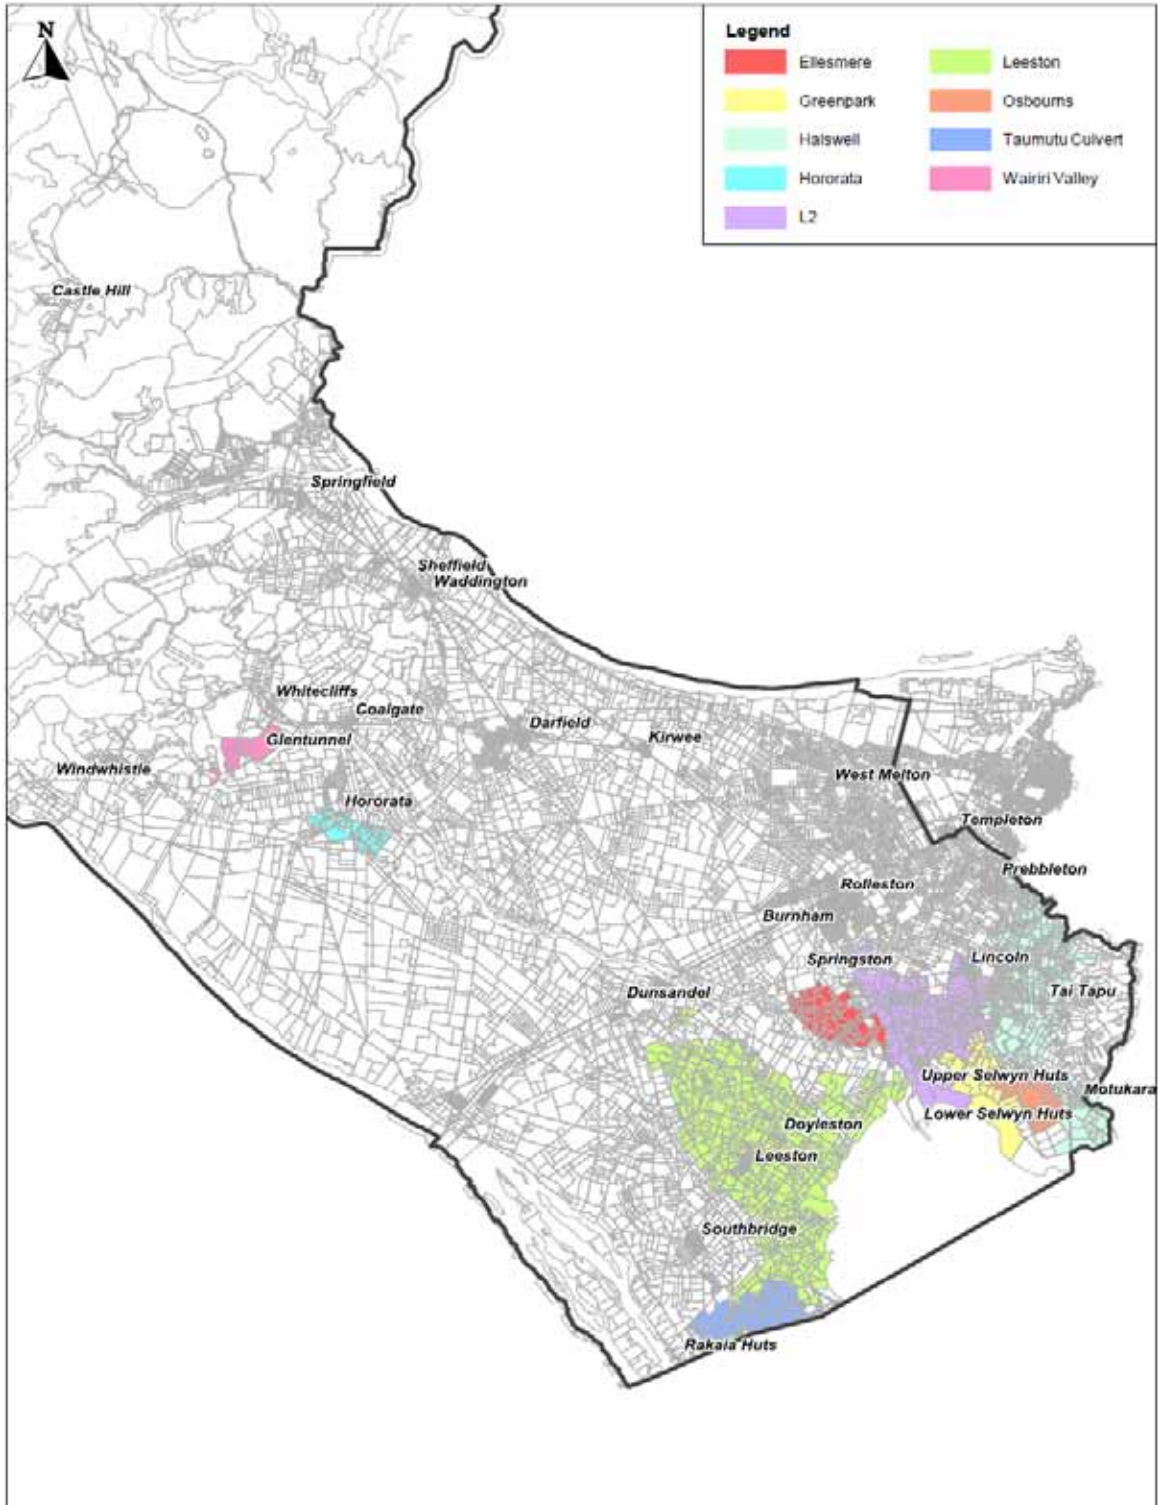 N
Legend
Ellesmere
Leeston
Greenpark
Osbourns
Halswell
Taumutu Culvert
Hororata
Wairiri Valley
L2
Castle Hill
Springfield
Sheffield
Waddington
Whitecliffs
Coalgate
Glentunnel
Darfield
Kirwee
Windwhistle
West Melton
Hororata
Templeton
Prebbleton
Rolleston
Burnham
Springston
Lincoln
Dunsandel
Tai Tapu
Upper Selwyn Huts
Motukara
Lower Selwyn Huts
Doyleston
Leeston
Southbridge
Rakaia Huts